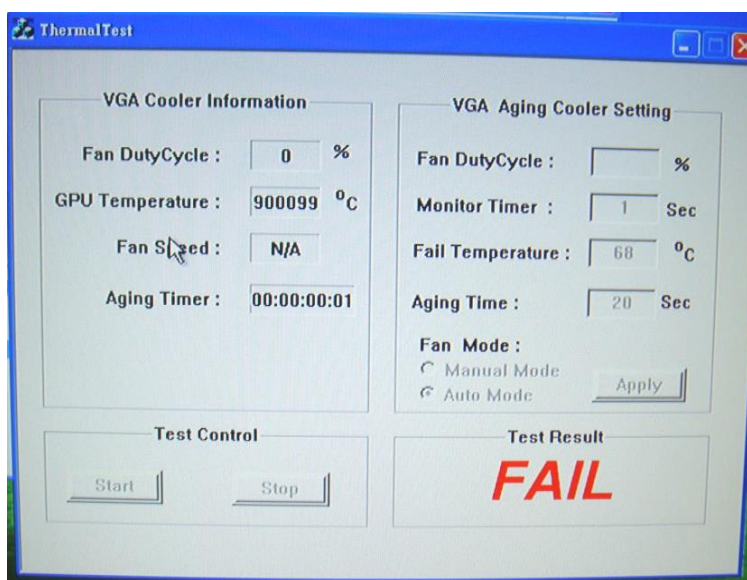 ThermalTest
VGA Cooler Information
Fan DutyCycle : 0 %
GPU Temperature : 900099 °C
Fan Speed : N/A
Aging Timer : 00:00:00:01
VGA Aging Cooler Setting
Fan DutyCycle : %
Monitor Timer : 1 Sec
Fail Temperature : 68 °C
Aging Time : 20 Sec
Fan Mode :
Manual Mode
Auto Mode
Apply
Test Control
Start Stop
Test Result
FAIL